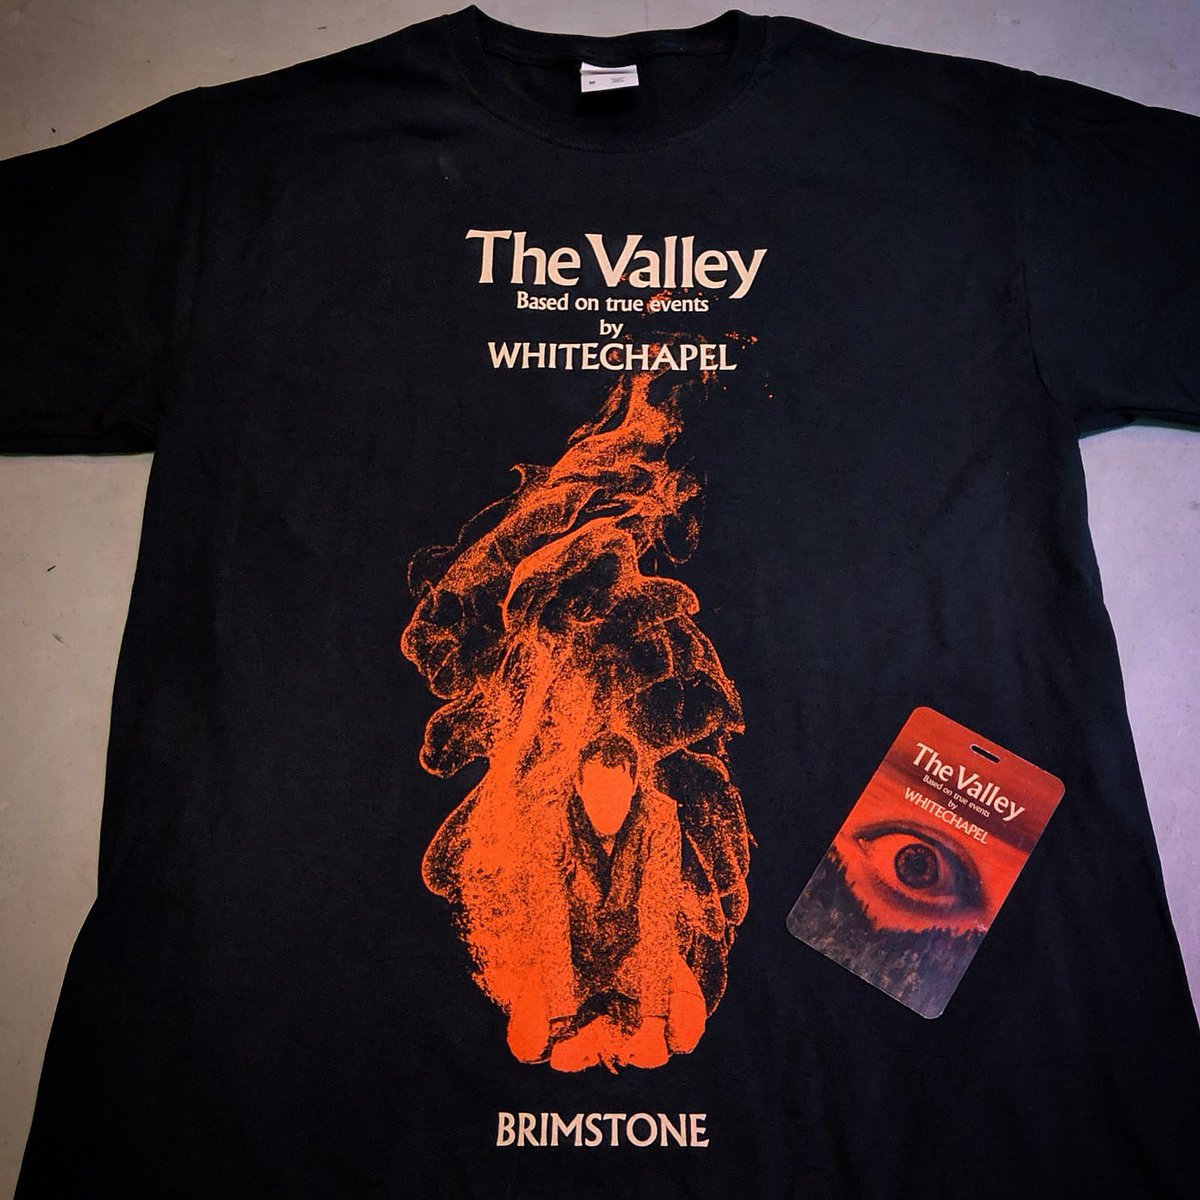 M
The Valley
Based on true events
by
WHITECHAPEL
The Valley
Based on true events
by
WHITECHAPEL
BRIMSTONE